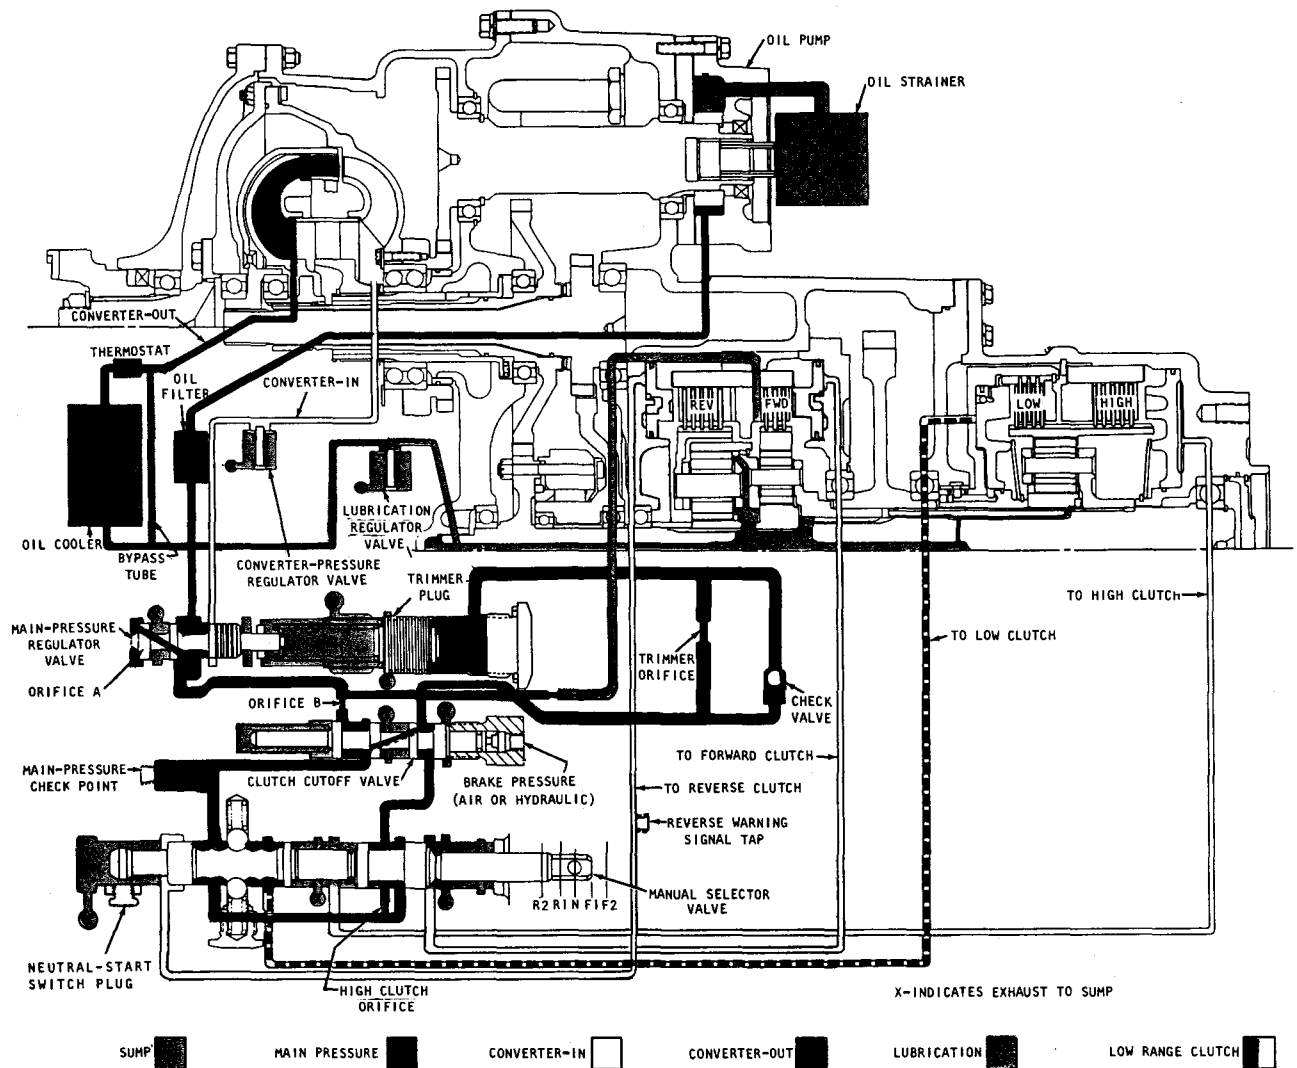 OIL PUMP
OIL STRAINER
CONVERTER-OUT
THERMOSTAT
OIL
FILTER
CONVERTER-IN
REV
FWD
LOW
HIGH
LUBRICATION
REGULATOR
VALVE
OIL COOLER
BYPASS
TUBE
CONVERTER-PRESSURE
REGULATOR VALVE
TRIMMER
PLUG
TO HIGH CLUTCH
MAIN-PRESSURE
REGULATOR
VALVE
TO LOW CLUTCH
TRIMMER
ORIFICE
ORIFICE A
ORIFICE B
CHECK
VALVE
TO FORWARD CLUTCH
MAIN-PRESSURE
CHECK POINT
CLUTCH CUTOFF VALVE
BRAKE PRESSURE
(AIR OR HYDRAULIC)
TO REVERSE CLUTCH
REVERSE WARNING
SIGNAL TAP
MANUAL SELECTOR
VALVE
R2 R1 N F1 F2
NEUTRAL-START
SWITCH PLUG
HIGH CLUTCH
ORIFICE
X-INDICATES EXHAUST TO SUMP
SUMP
MAIN PRESSURE
CONVERTER-IN
CONVERTER-OUT
LUBRICATION
LOW RANGE CLUTCH